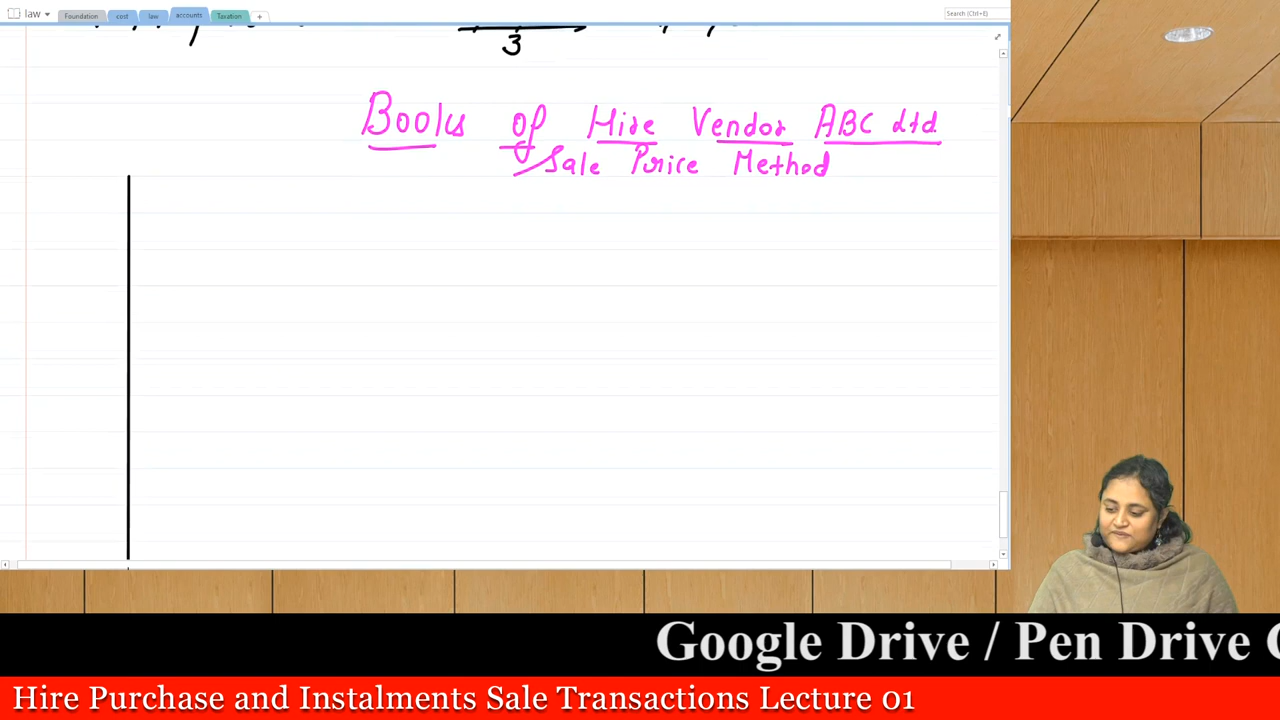 law
Foundation
cost
law
accounts
Taxation
Search (Ctrl+E)
3
Books of Hire Vendor ABC Ltd
Sale Price Method
Google Drive / Pen Drive
Hire Purchase and Instalments Sale Transactions Lecture 01